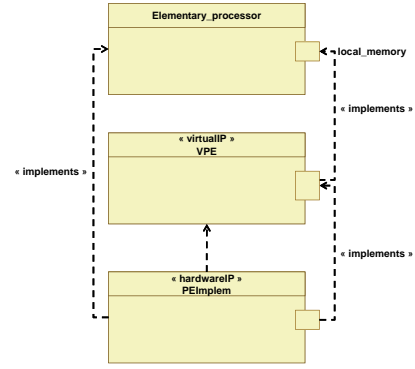 Elementary_processor
local_memory
« implements »
« virtualIP »
VPE
« implements »
« implements »
« hardwareIP »
PEImplem